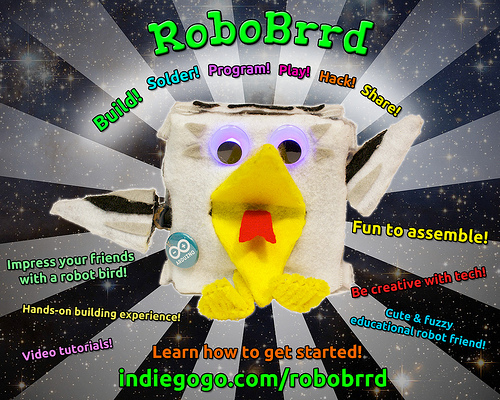 RoboBrrd
Build! Solder! Program! Play! Hack! Share!
ARDUINO
Fun to assemble!
Impress your friends
with a robot bird!
Be creative with tech!
Hands-on building experience!
Cute & fuzzy
educational robot friend!
Video tutorials!
Learn how to get started!
indiegogo.com/robobrrd